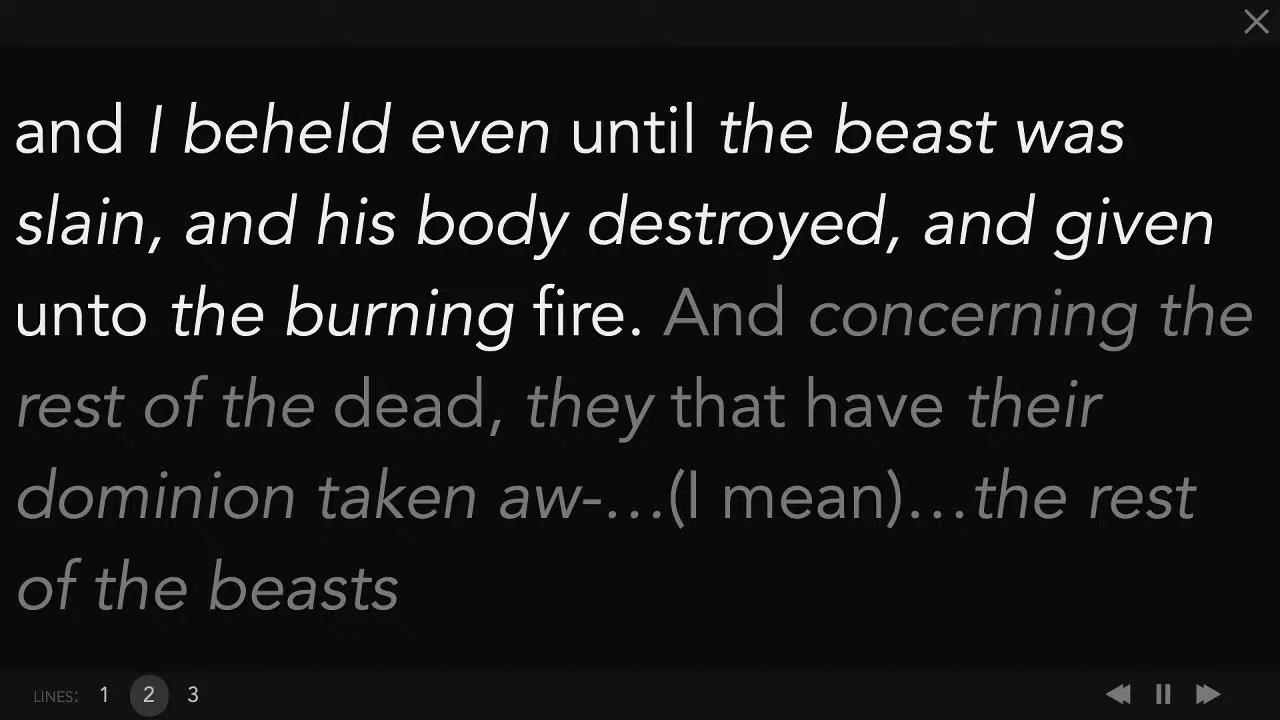 and I beheld even until the beast was
slain, and his body destroyed, and given
unto the burning fire. And concerning the
rest of the dead, they that have their
dominion taken aw-…(I mean)…the rest
of the beasts
LINES: 1 2 3